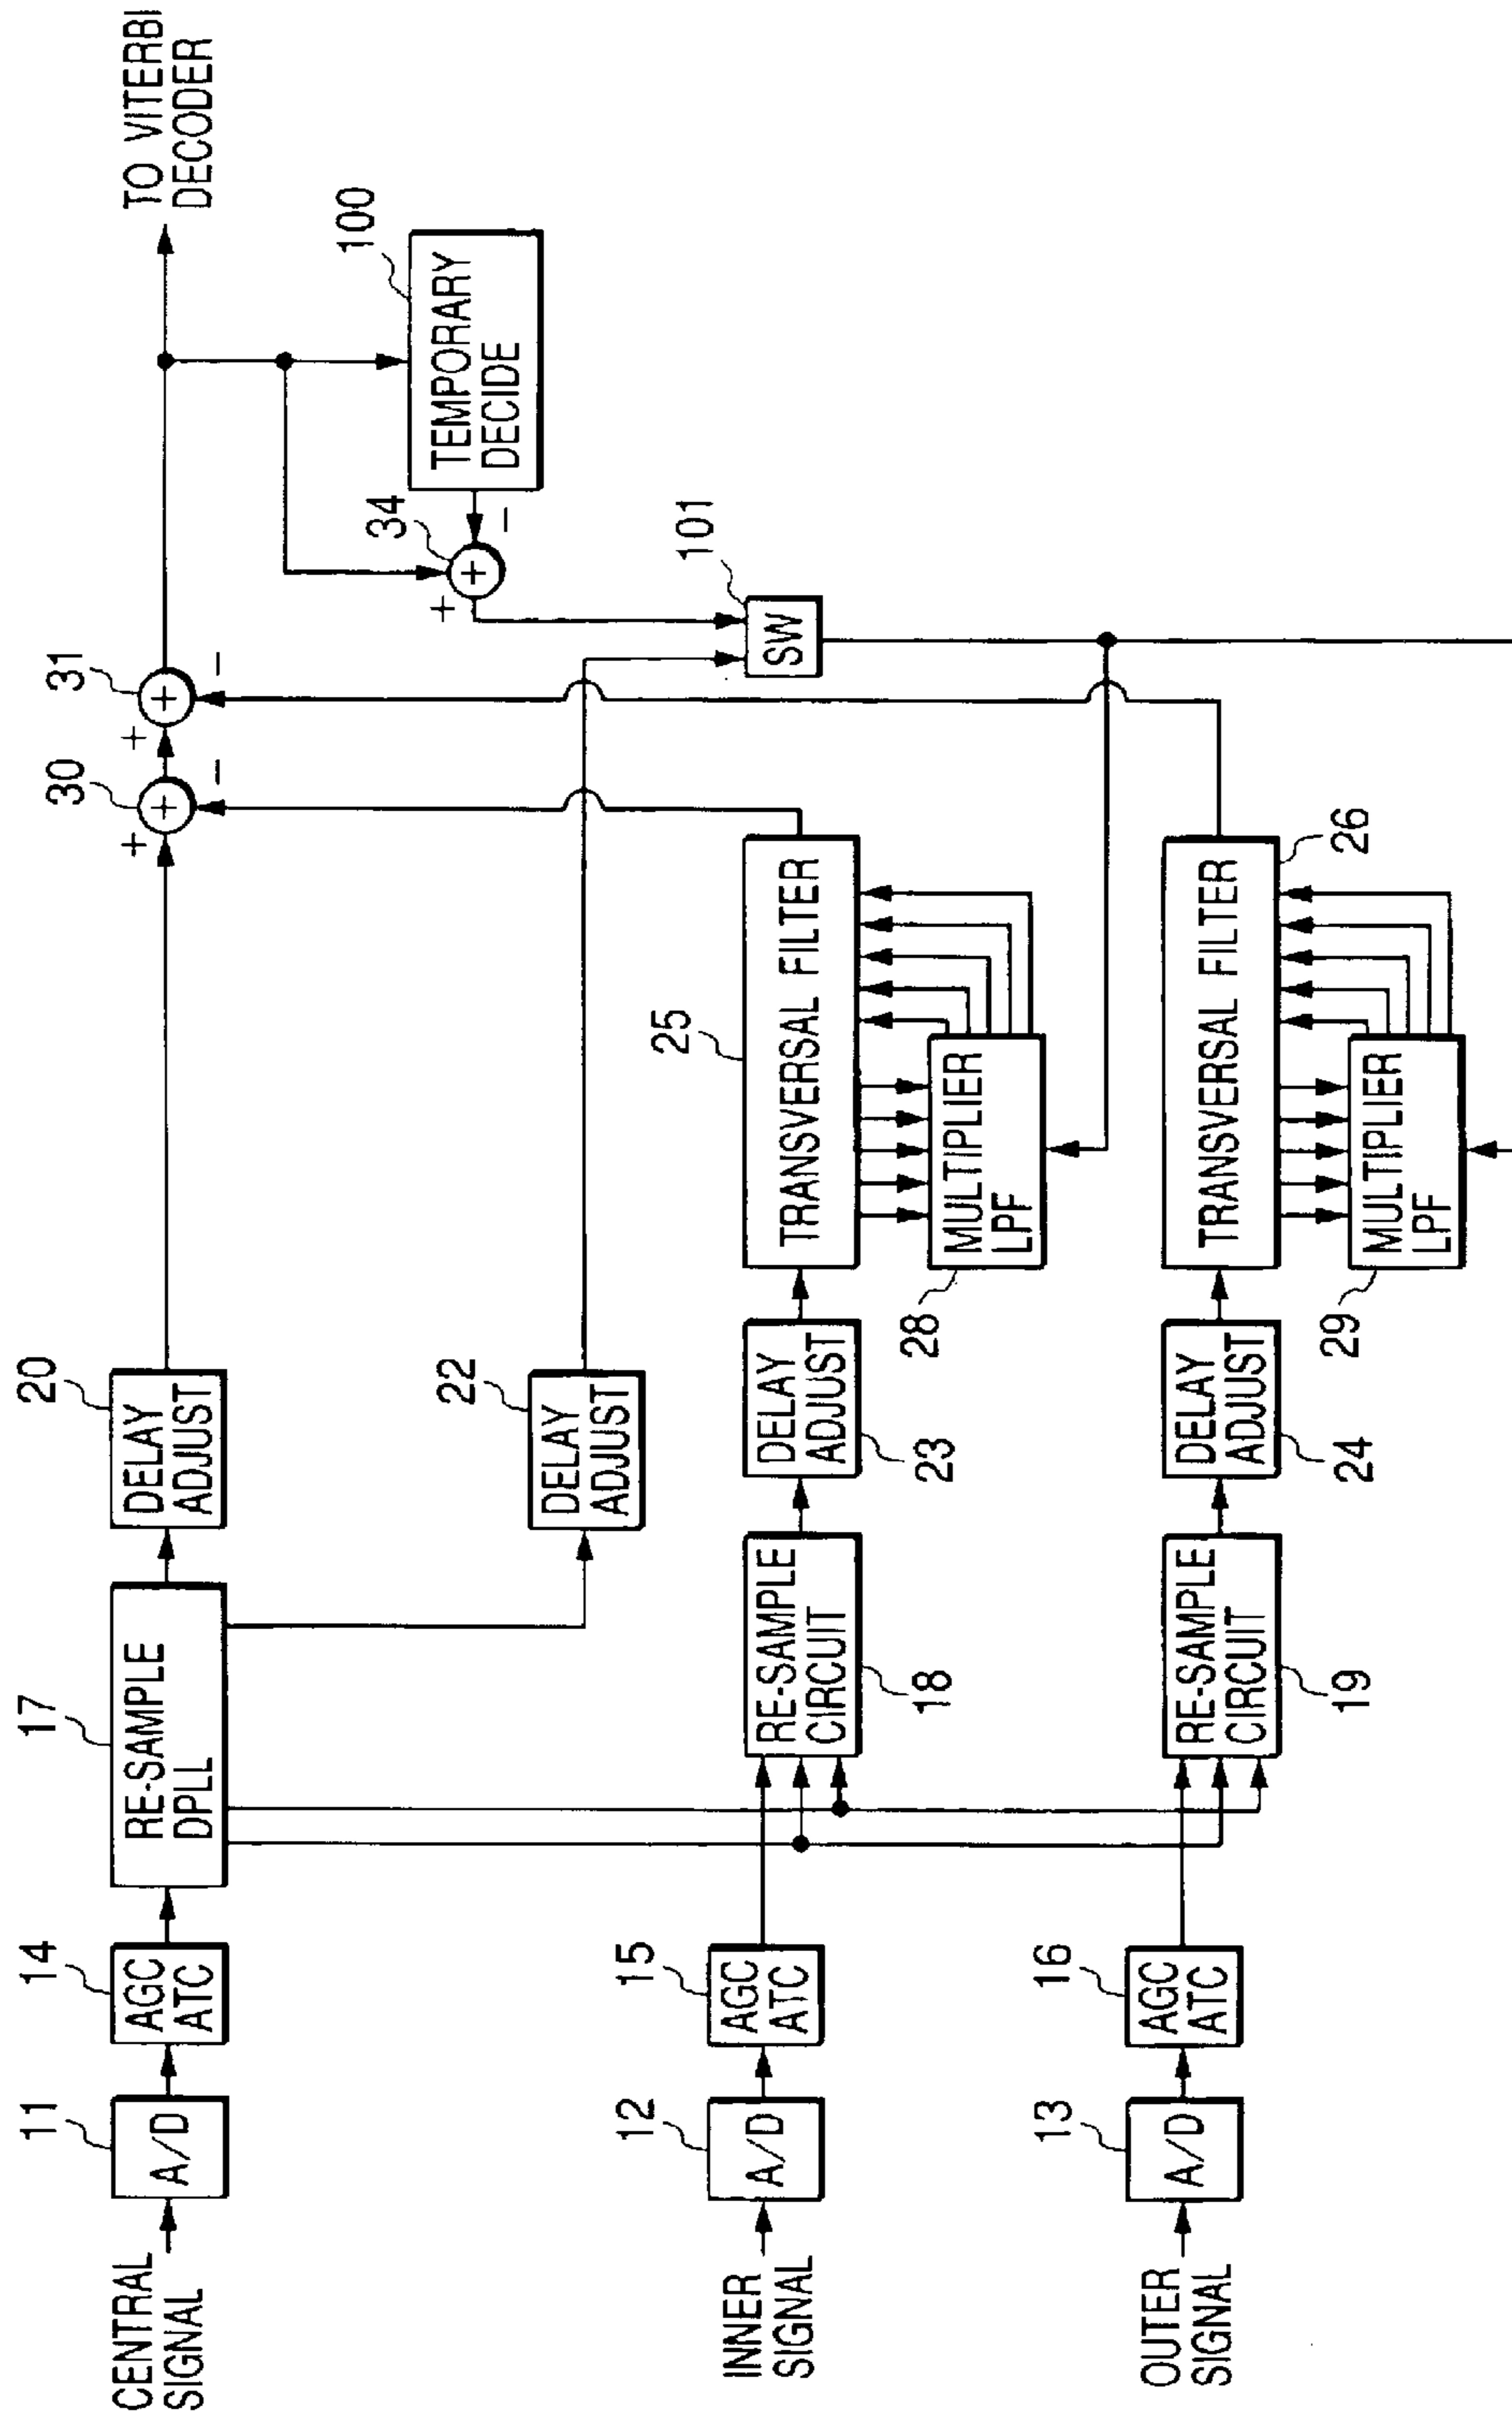 CENTRAL
SIGNAL
11
A/D
14
AGC
ATC
17
RE-SAMPLE
DPLL
20
DELAY
ADJUST
+
30
+
−
+
31
+
−
TO VITERBI
DECODER
100
TEMPORARY
DECIDE
34
+
+
−
22
DELAY
ADJUST
101
SW
INNER
SIGNAL
12
A/D
15
AGC
ATC
RE-SAMPLE
CIRCUIT
18
DELAY
ADJUST
23
25
TRANSVERSAL FILTER
MULTIPLIER
LPF
28
OUTER
SIGNAL
13
A/D
16
AGC
ATC
RE-SAMPLE
CIRCUIT
19
DELAY
ADJUST
24
TRANSVERSAL FILTER
26
MULTIPLIER
LPF
29